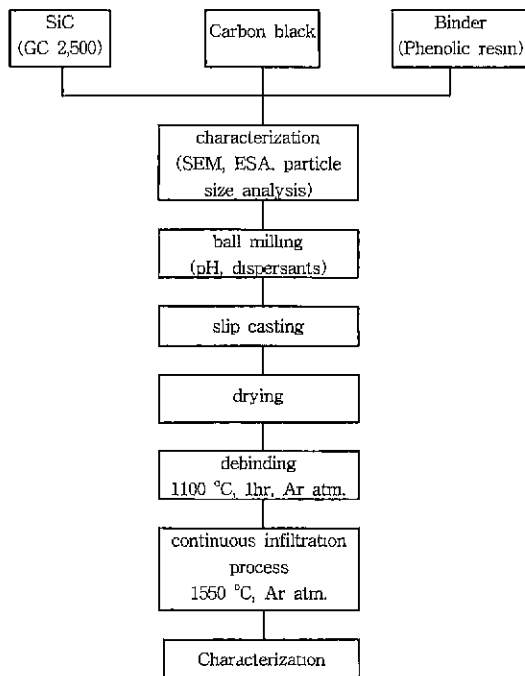 SiC
(GC 2,500)
Carbon black
Binder
(Phenolic resin)
characterization
(SEM, ESA. particle
size analysis)
ball milling
(pH, dispersants)
slip casting
drying
debinding
1100 °C, 1hr, Ar atm.
continuous infiltration
process
1550 °C, Ar atm.
Characterization